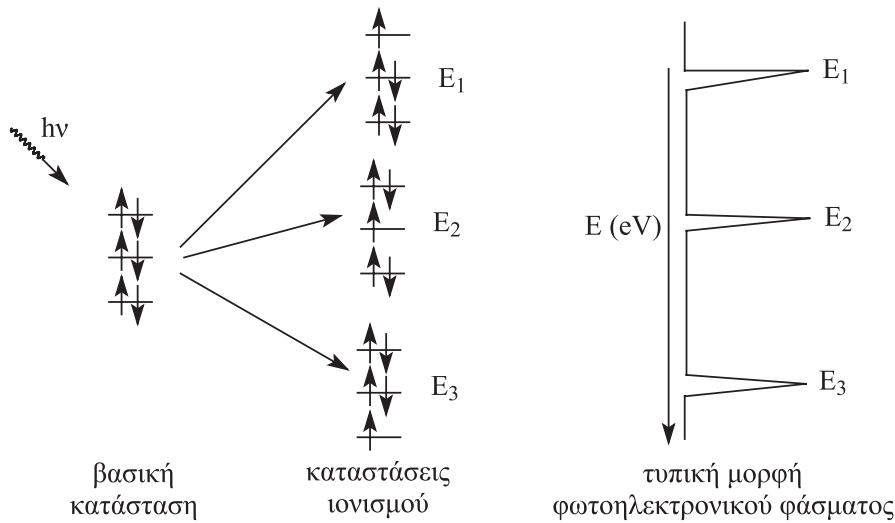 hν
E1
E2
E3
E (eV)
E1
E2
E3
βασική
κατάσταση
καταστάσεις
ιονισμού
τυπική μορφή
φωτοηλεκτρονικού φάσματος